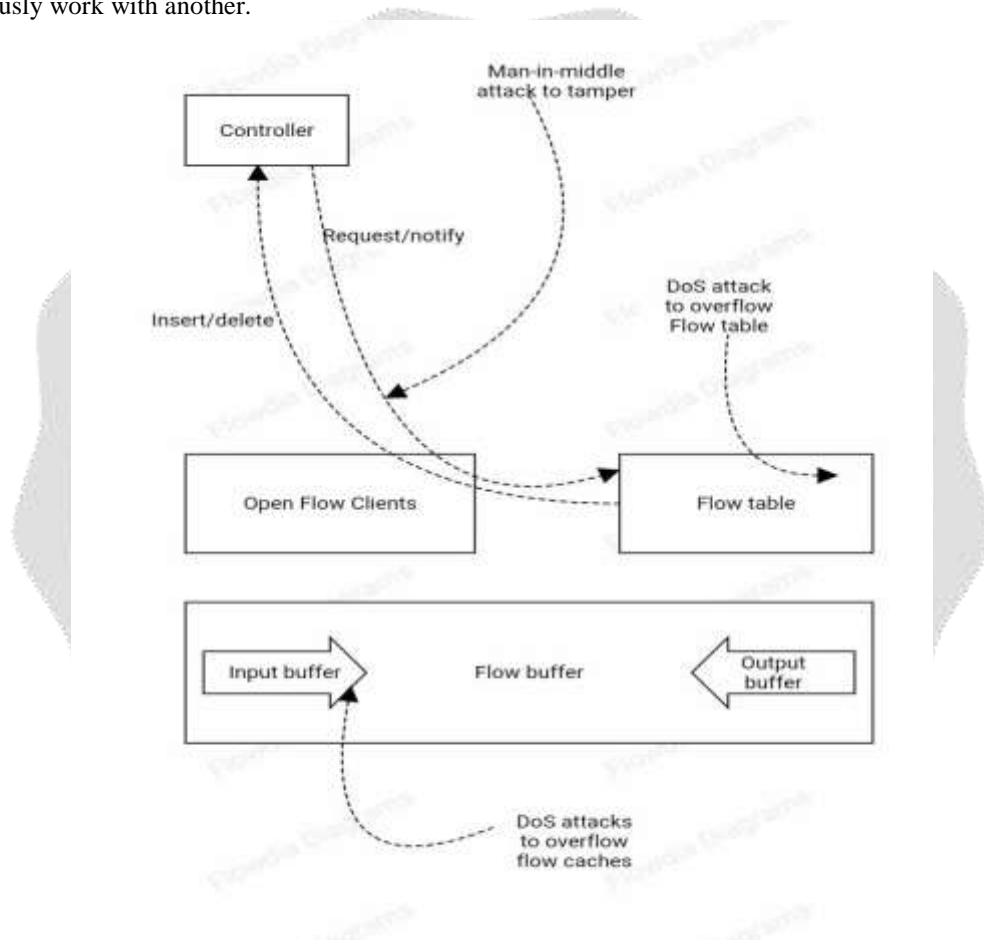 usly work with another.
Man-in-middle
attack to tamper
Controller
Request/notify
DoS attack
to overflow
Flow table
Insert/delete
Open Flow Clients
Flow table
Input buffer
Flow buffer
Output
buffer
DoS attacks
to overflow
flow caches
Flowdia Diagrams